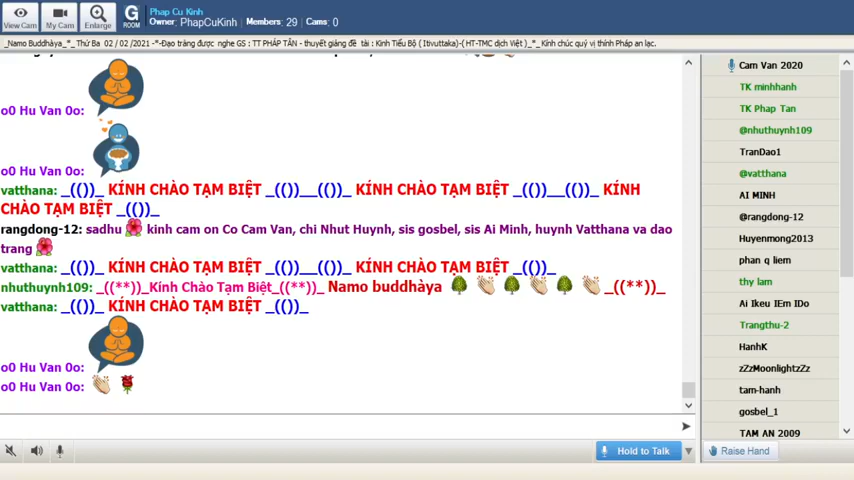 View Cam
My Cam
Enlarge
G
ROOM
Phap Cu Kinh
Owner: PhapCuKinh
Members: 29
Cams: 0
_Namo Buddhàya_*_ Thứ Ba 02 / 02 /2021 -*-Đạo tràng được nghe GS : TT PHÁP TÂN - thuyết giảng đề tài : Kinh Tiểu Bộ ( Itivuttaka)-( HT-TMC dịch Việt )_*_ Kính chúc quý vị thính Pháp an lạc.
o0 Hu Van 0o:
o0 Hu Van 0o:
vatthana: _(())_ KÍNH CHÀO TẠM BIỆT _(())__(())_ KÍNH CHÀO TẠM BIỆT _(())__(())_ KÍNH
CHÀO TẠM BIỆT _(())_
rangdong-12: sadhu kinh cam on Co Cam Van, chi Nhut Huynh, sis gosbel, sis Ai Minh, huynh Vatthana va dao
trang
vatthana: _(())_ KÍNH CHÀO TẠM BIỆT _(())__(())_ KÍNH CHÀO TẠM BIỆT _(())_
nhuthuynh109: _((**))_Kính Chào Tạm Biệt_((**))_ Namo buddhàya _((**))_
vatthana: _(())_ KÍNH CHÀO TẠM BIỆT _(())_
o0 Hu Van 0o:
o0 Hu Van 0o:
Hold to Talk
Cam Van 2020
TK minhhanh
TK Phap Tan
@nhuthuynh109
TranDao1
@vatthana
AI MINH
@rangdong-12
Huyenmong2013
phan q liem
thy lam
Ai Ikeu IEm IDo
Trangthu-2
HanhK
zZzMoonlightzZz
tam-hanh
gosbel_1
TAM AN 2009
Raise Hand